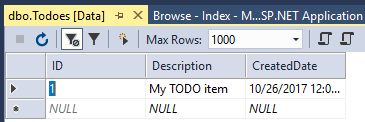 dbo.Todoes [Data] Browse - Index - M...SP.NET Application
Max Rows: 1000
ID Description CreatedDate
1 My TODO item 10/26/2017 12:0...
NULL NULL NULL